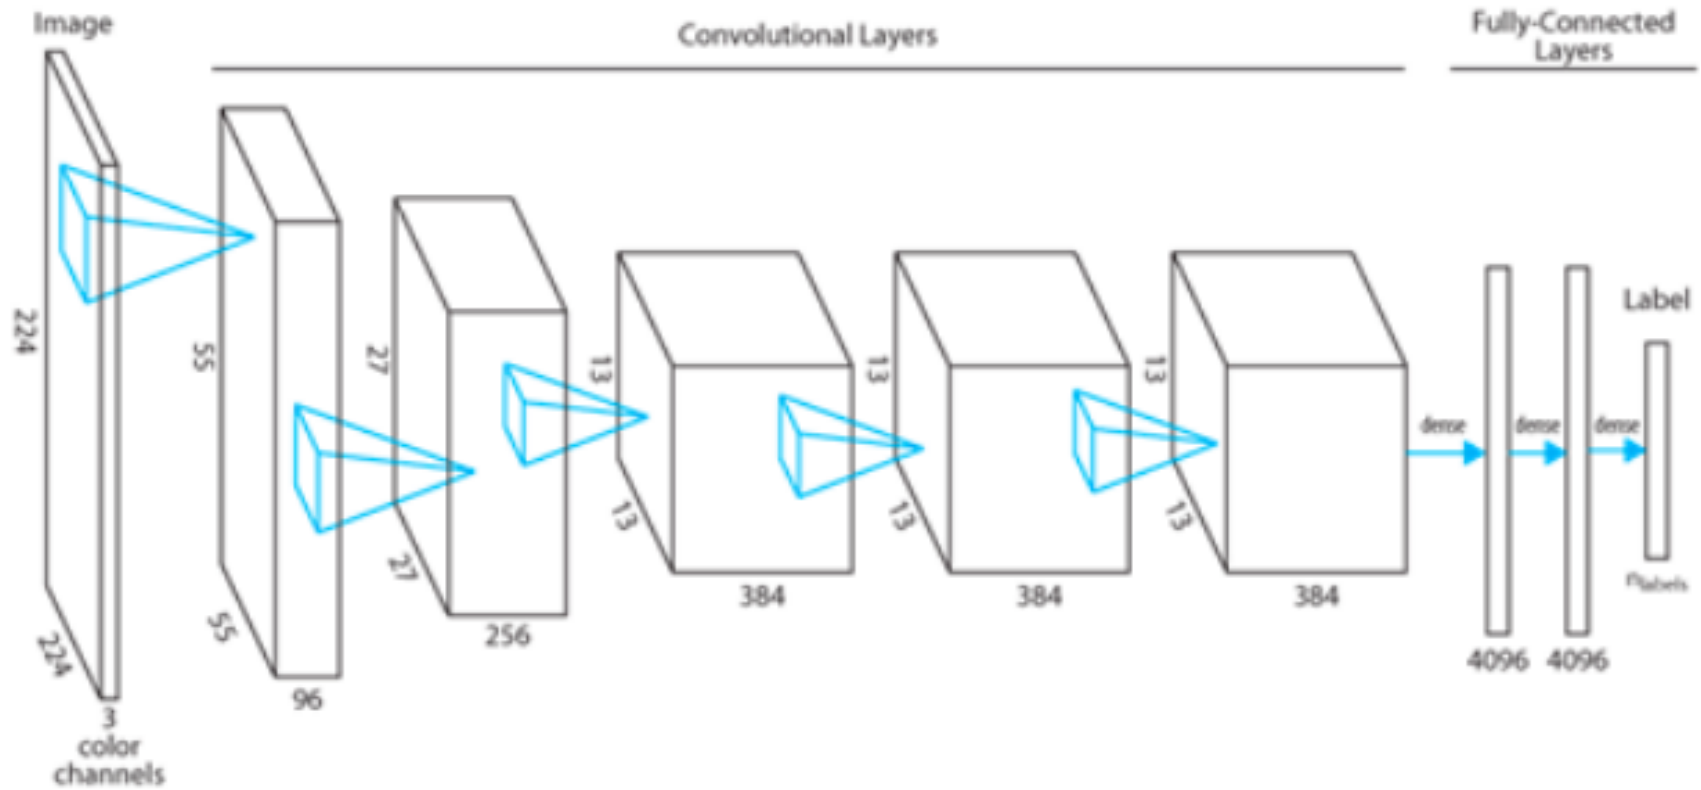 Image
Convolutional Layers
Fully-Connected
Layers
224
224
3
color
channels
55
55
96
27
27
256
13
13
384
13
13
384
13
13
384
dense
dense
dense
4096
4096
Label
nlabels